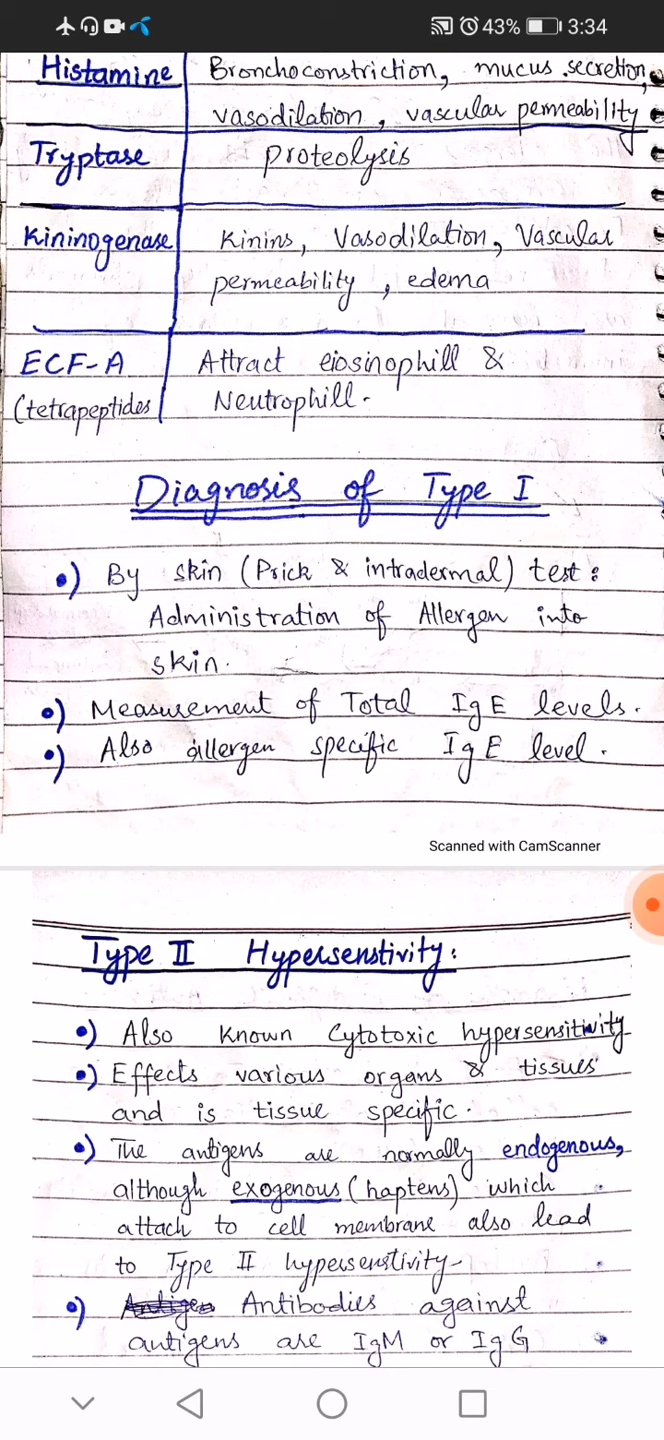 43% 3:34
Histamine Bronchoconstriction, mucus secretion,
vasodilation, vascular permeability
Tryptase Proteolysis
Kininogenase Kinins, Vasodilation, Vascular
permeability, edema
ECF-A Attract eiosinophill &
(tetrapeptides Neutrophill.
Diagnosis of Type I
•) By skin (Prick & intradermal) test:
Administration of Allergen into
skin.
•) Measurement of Total IgE levels.
•) Also allergen specific IgE level.
Scanned with CamScanner
Type II Hypersenstivity:
•) Also Known Cytotoxic hypersensitivity
•) Effects various organs & tissues
and is tissue specific.
•) The antigens are normally endogenous,
although exogenous (haptens) which
attach to cell membrane also lead
to Type II hypersenstivity-
•) Antibodies against
antigens are IgM or IgG